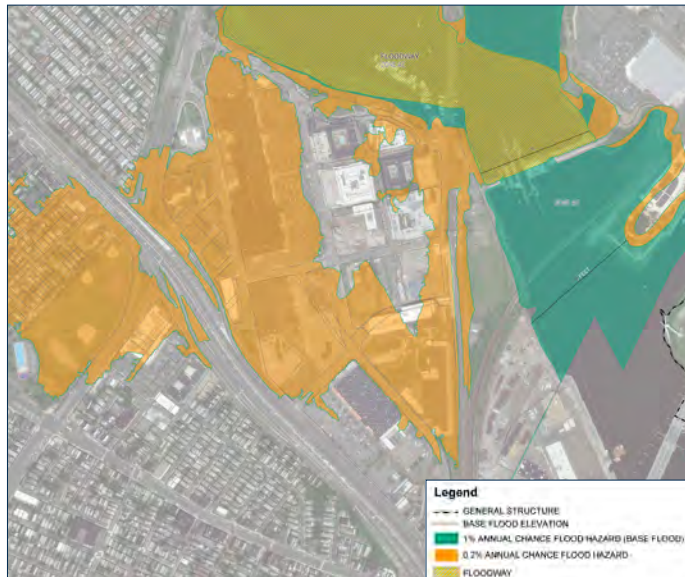 FLOODWAY
Legend
GENERAL STRUCTURE
BASE FLOOD ELEVATION
1% ANNUAL CHANCE FLOOD HAZARD (BASE FLOOD)
0.2% ANNUAL CHANCE FLOOD HAZARD
FLOODWAY